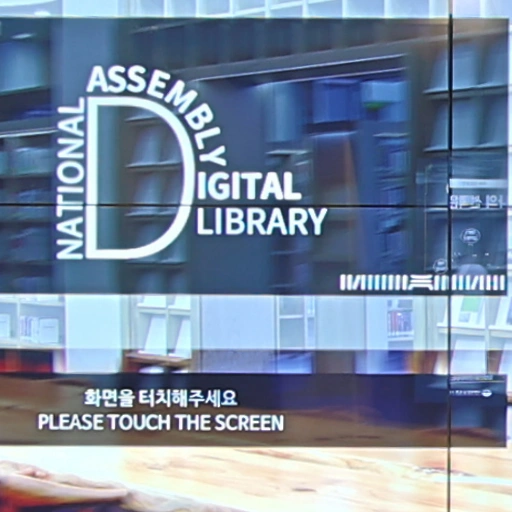 NATIONAL
ASSEMBLY
DIGITAL
LIBRARY
화면을 터치해주세요
PLEASE TOUCH THE SCREEN